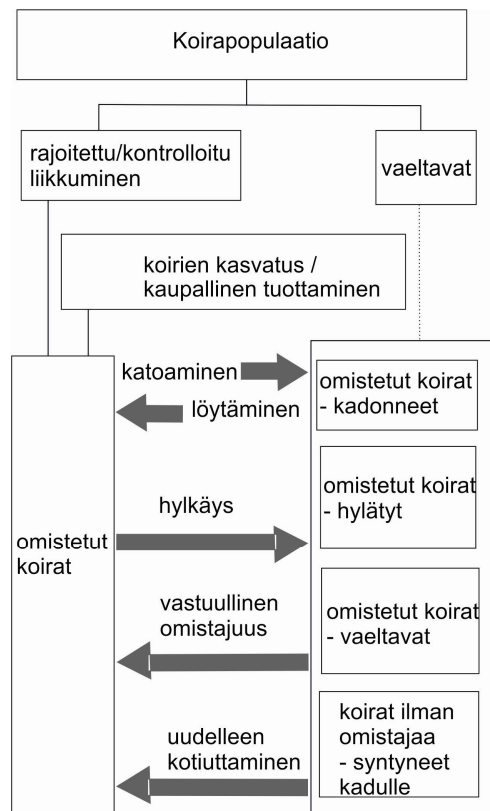 Koirapopulaatio
rajoitettu/kontrolloitu
liikkuminen
vaeltavat
koirien kasvatus /
kaupallinen tuottaminen
katoaminen
löytäminen
omistetut koirat
- kadonneet
hylkäys
omistetut koirat
- hylätyt
omistetut
koirat
vastuullinen
omistajuus
omistetut koirat
- vaeltavat
uudelleen
kotiuttaminen
koirat ilman
omistajaa
- syntyneet
kadulle